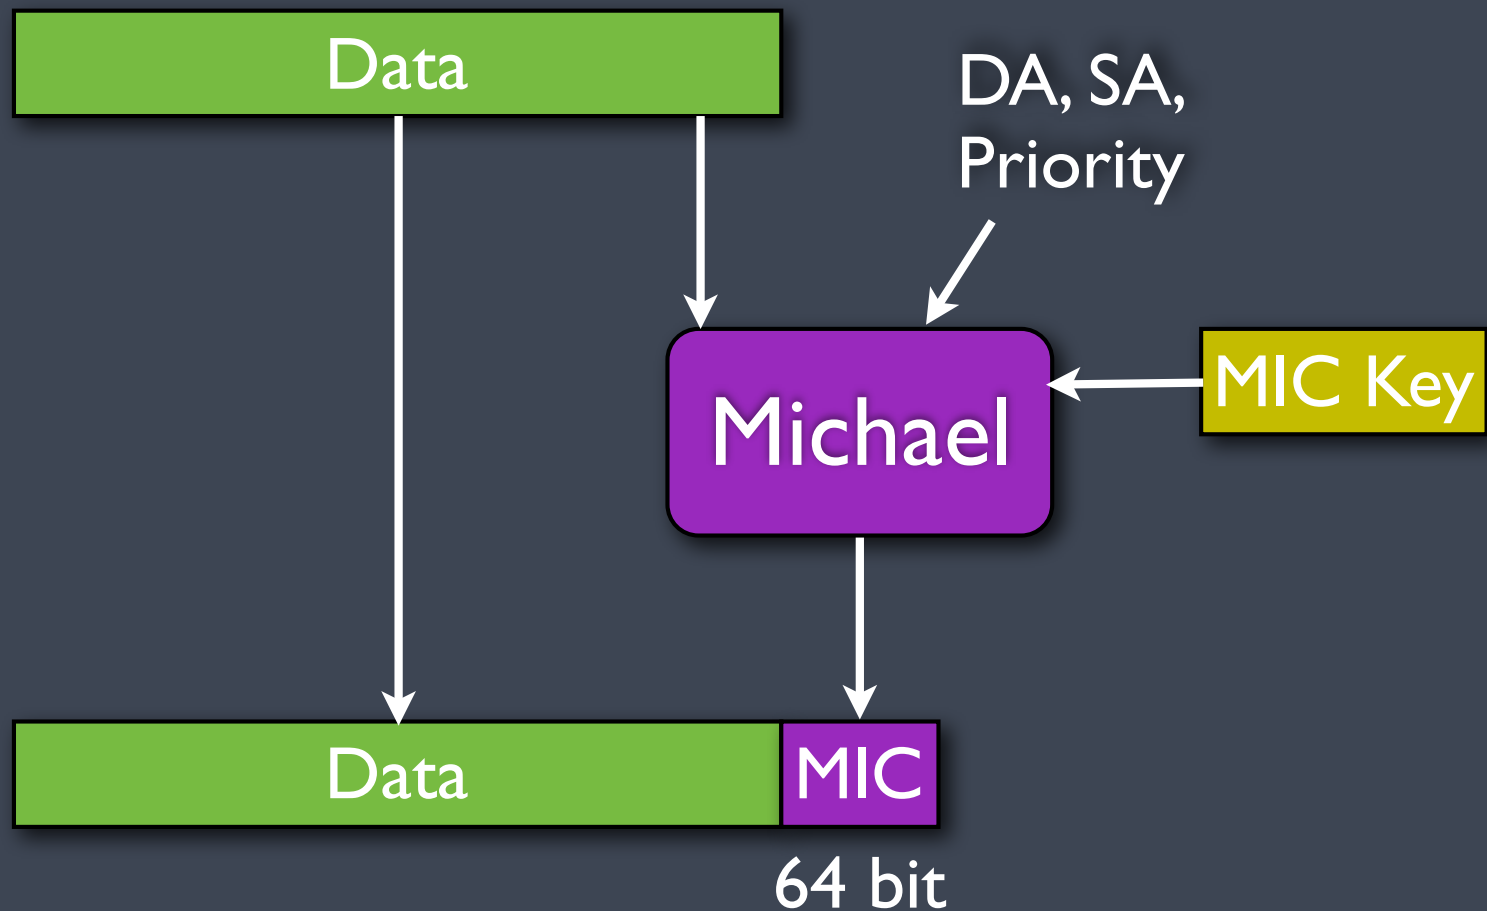 Data
DA, SA,
Priority
MIC Key
Michael
Data
MIC
64 bit